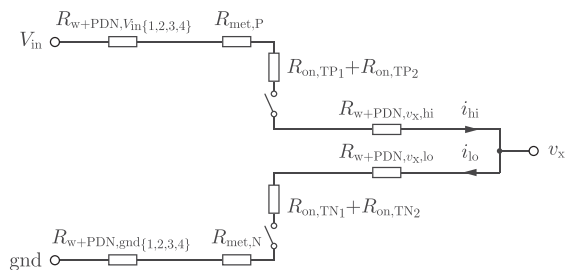 R_{w+PDN,V_{in}{1,2,3,4}} R_{met,P}
V_{in}
R_{on,TP_1}+R_{on,TP_2}
R_{w+PDN,v_x,hi} i_{hi}
R_{w+PDN,v_x,lo} i_{lo} v_x
R_{on,TN_1}+R_{on,TN_2}
R_{w+PDN,gnd{1,2,3,4}} R_{met,N}
gnd